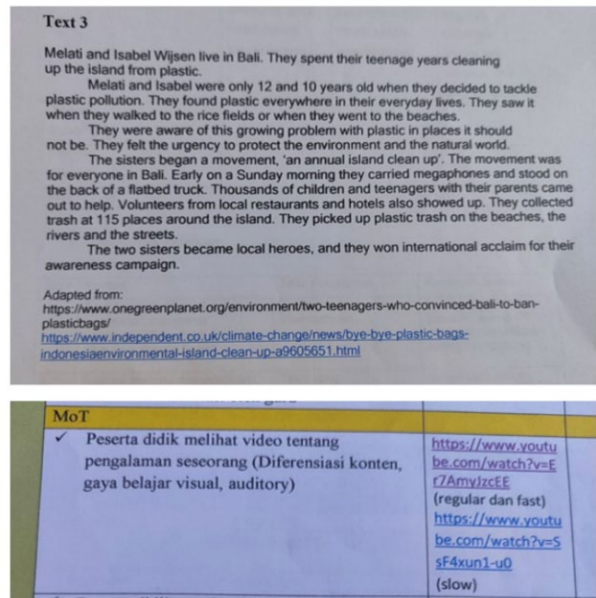 Text 3
Melati and Isabel Wijsen live in Bali. They spent their teenage years cleaning
up the island from plastic.
Melati and Isabel were only 12 and 10 years old when they decided to tackle
plastic pollution. They found plastic everywhere in their everyday lives. They saw it
when they walked to the rice fields or when they went to the beaches.
They were aware of this growing problem with plastic in places it should
not be. They felt the urgency to protect the environment and the natural world.
The sisters began a movement, 'an annual island clean up'. The movement was
for everyone in Bali. Early on a Sunday morning they carried megaphones and stood on
the back of a flatbed truck. Thousands of children and teenagers with their parents came
out to help. Volunteers from local restaurants and hotels also showed up. They collected
trash at 115 places around the island. They picked up plastic trash on the beaches, the
rivers and the streets.
The two sisters became local heroes, and they won international acclaim for their
awareness campaign.
Adapted from:
https://www.onegreenplanet.org/environment/two-teenagers-who-convinced-bali-to-ban-
plasticbags/
https://www.independent.co.uk/climate-change/news/bye-bye-plastic-bags-
indonesiaenvironmental-island-clean-up-a9605651.html
MoT
✓ Peserta didik melihat video tentang
pengalaman seseorang (Diferensiasi konten,
gaya belajar visual, auditory)
https://www.youtu
be.com/watch?v=E
r7AmyJzcEE
(regular dan fast)
https://www.youtu
be.com/watch?v=S
sF4xun1-u0
(slow)